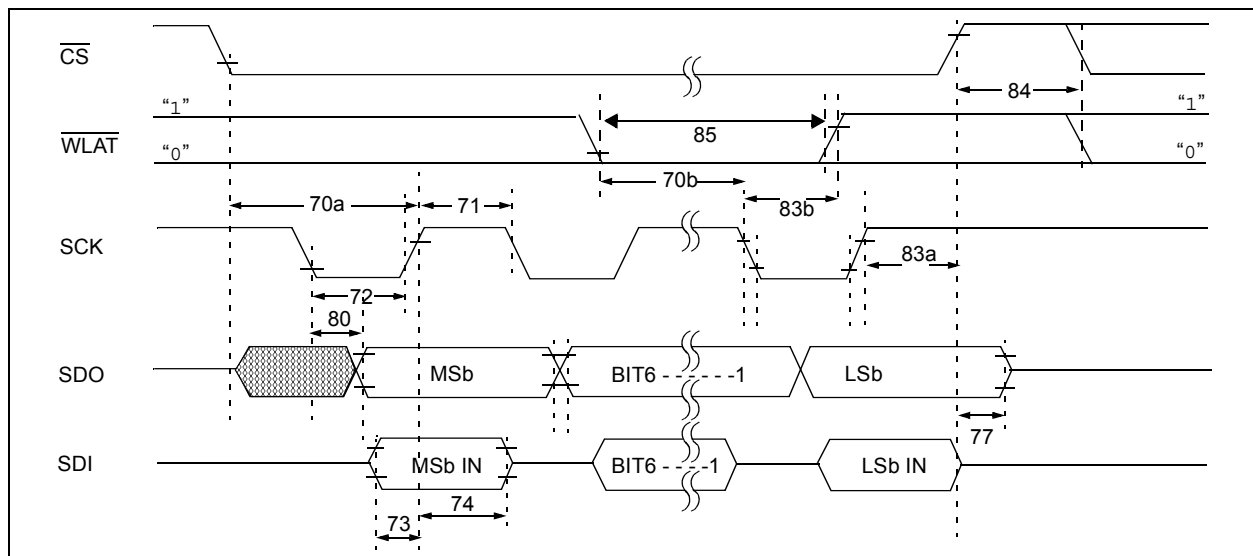 CS
84
“1”
“1”
85
WLAT
“0”
“0”
70b
70a
71
83b
SCK
83a
72
80
SDO
MSb
BIT6 - - - - - -1
LSb
77
SDI
MSb IN
BIT6 - - - - -1
LSb IN
74
73